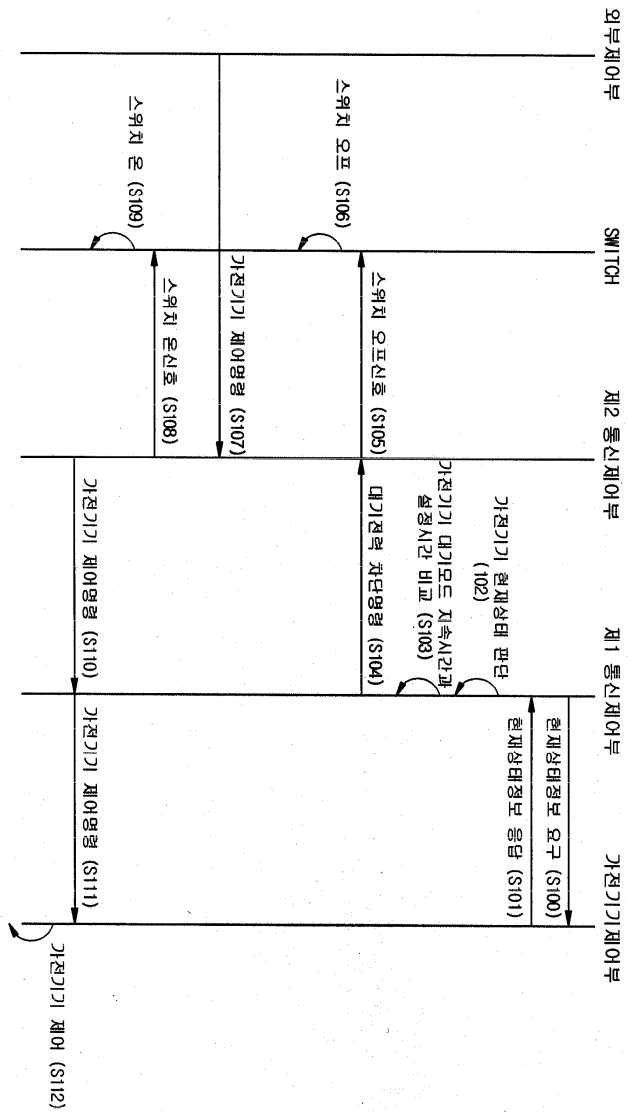 외부제어부
SWITCH
제2 통신제어부
제1 통신제어부
가전기기제어부
현재상태정보 요구 (S100)
현재상태정보 응답 (S101)
가전기기 현재상태 판단
(102)
가전기기 대기모드 지속시간과
설정시간 비교 (S103)
대기전력 차단명령 (S104)
스위치 오프신호 (S105)
스위치 오프 (S106)
가전기기 제어명령 (S107)
스위치 온신호 (S108)
스위치 온 (S109)
가전기기 제어명령 (S110)
가전기기 제어명령 (S111)
가전기기 제어 (S112)